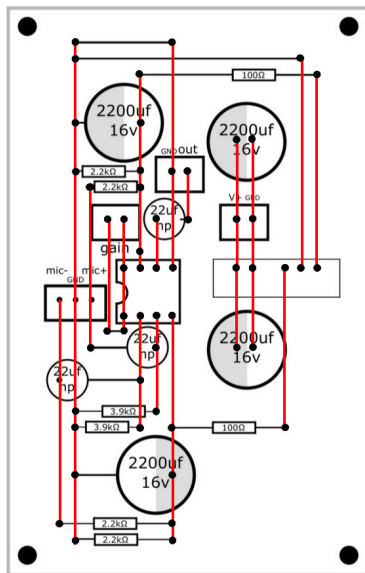 100Ω
2200uf
16v
2200uf
16v
GND out
2.2kΩ
2.2kΩ
V+ GND
22uf
np
gain
mic- mic+
GND
22uf
np
2200uf
16v
22uf
np
3.9kΩ
3.9kΩ
100Ω
2200uf
16v
2.2kΩ
2.2kΩ